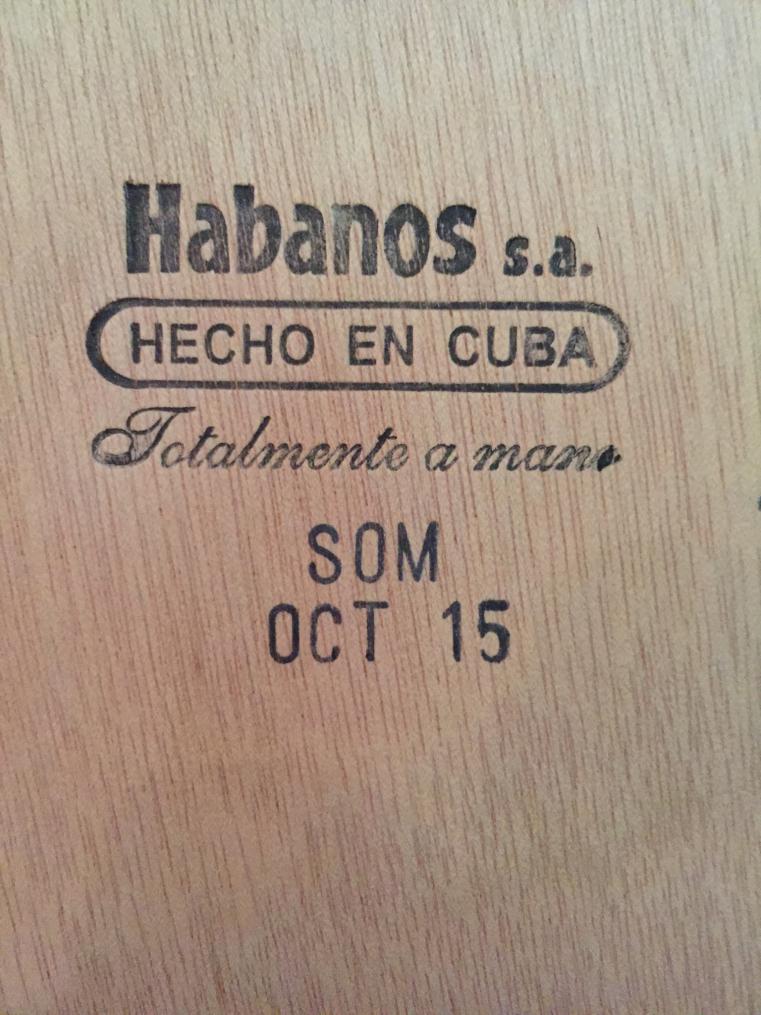 Habanos s.a.
HECHO EN CUBA
Totalmente a mano
SOM
OCT 15